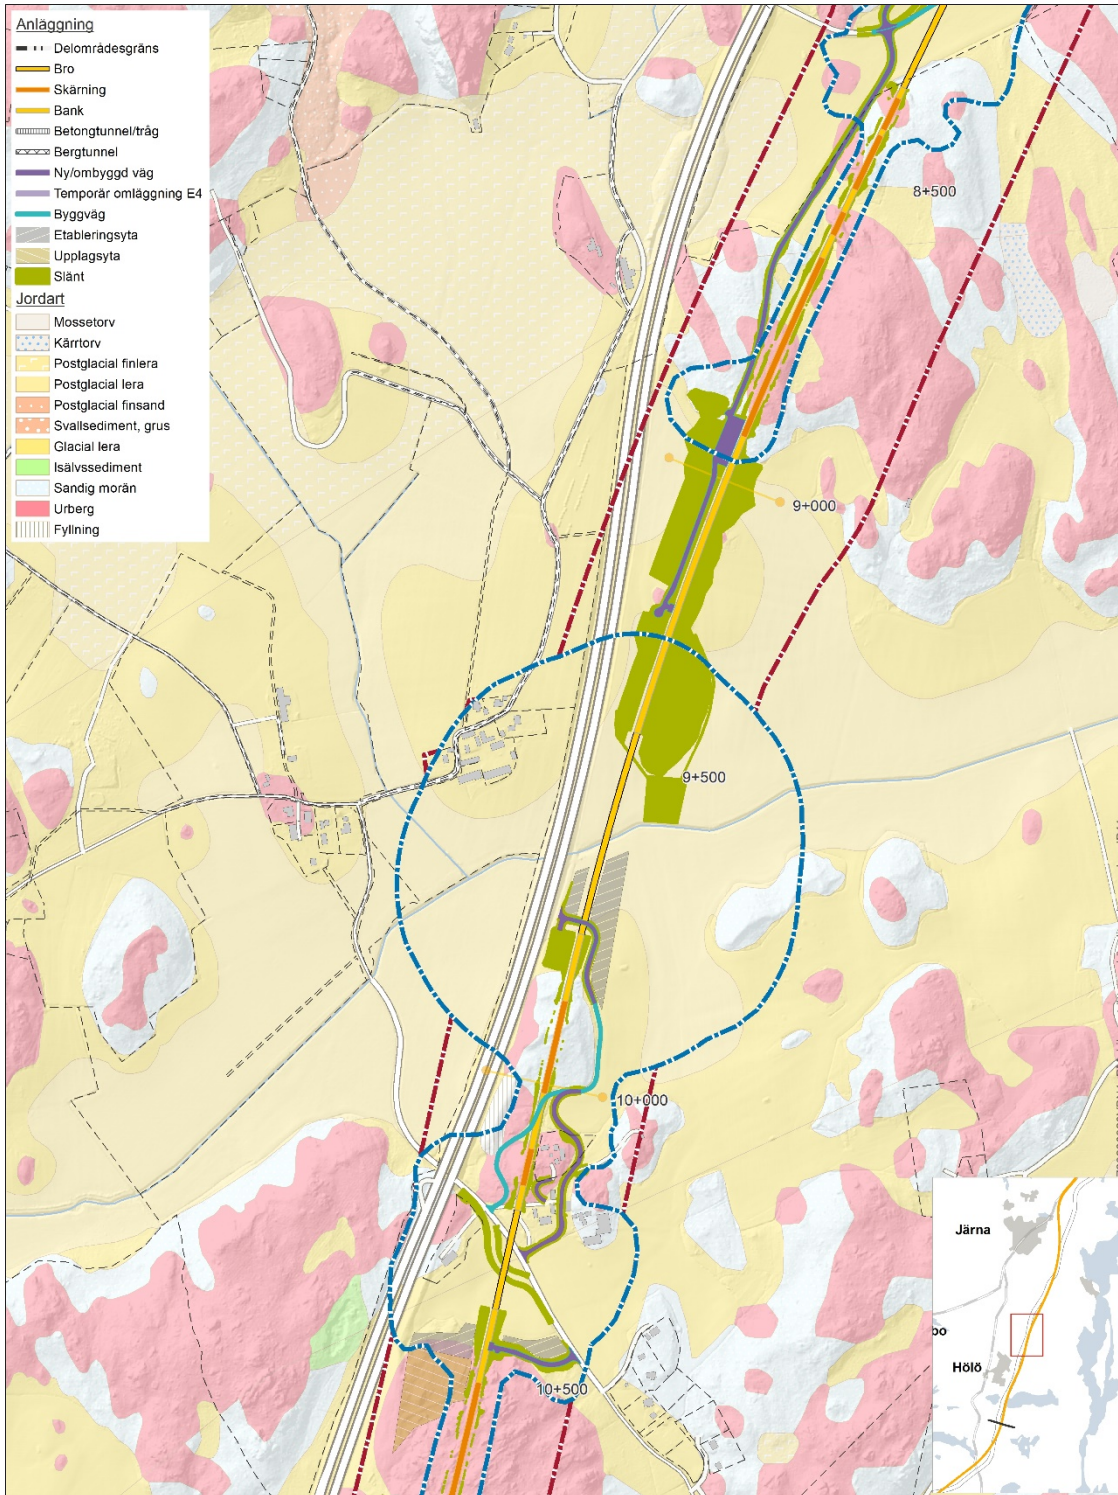 Anläggning
Delområdesgräns
Bro
Skärning
Bank
Betongtunnel/tråg
Bergtunnel
Ny/ombyggd väg
Temporär omläggning E4
Byggväg
Etableringsyta
Upplagsyta
Slänt
Jordart
Mossetorv
Kärrtorv
Postglacial finlera
Postglacial lera
Postglacial finsand
Svallsediment, grus
Glacial lera
Isälvssediment
Sandig morän
Urberg
Fyllning
8+500
9+000
9+500
10+000
10+500
Järna
bo
Hölö